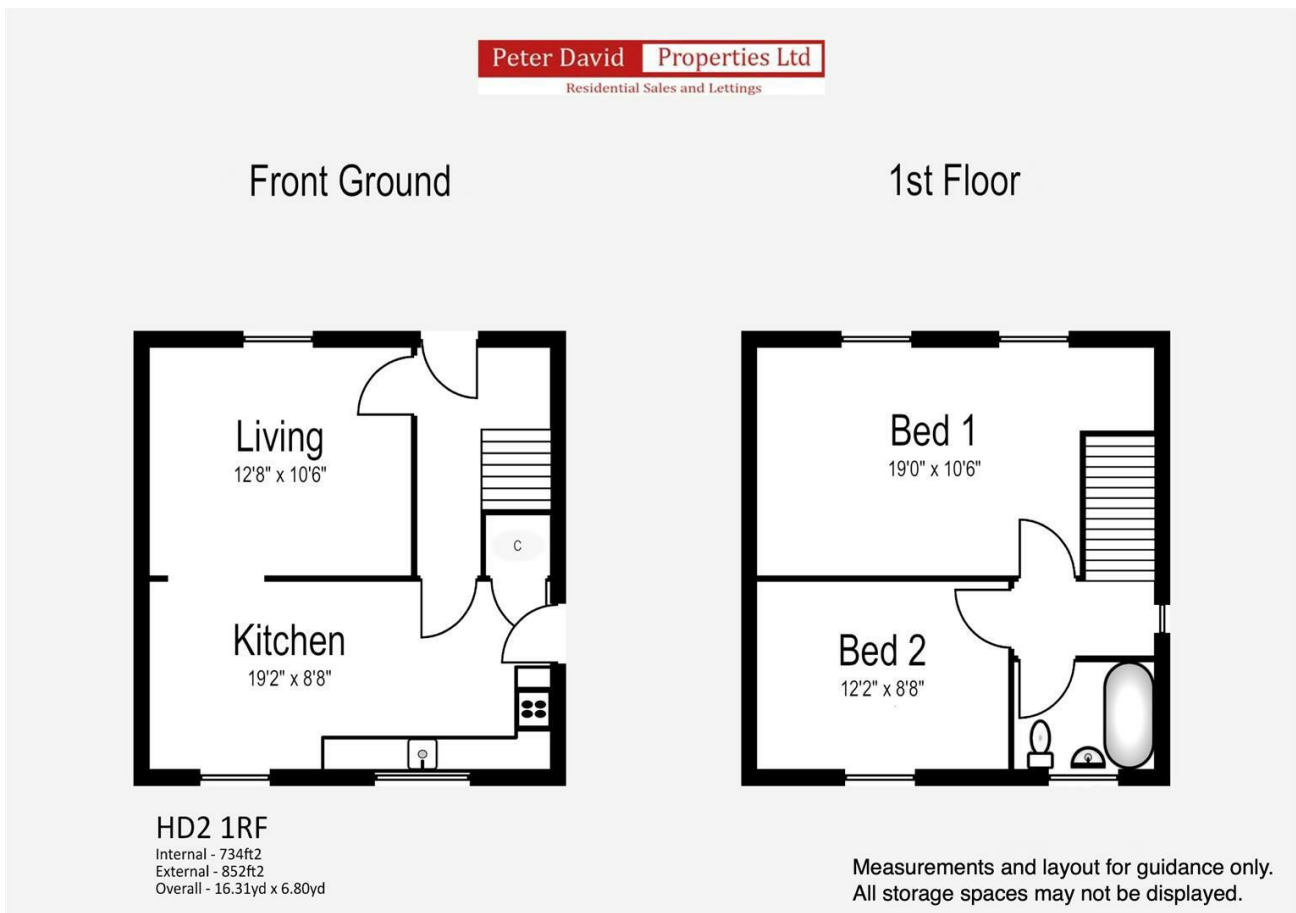 Peter David Properties Ltd
Residential Sales and Lettings
Front Ground
1st Floor
Living
12'8" x 10'6"
C
Kitchen
19'2" x 8'8"
Bed 1
19'0" x 10'6"
Bed 2
12'2" x 8'8"
HD2 1RF
Internal - 734ft2
External - 852ft2
Overall - 16.31yd x 6.80yd
Measurements and layout for guidance only.
All storage spaces may not be displayed.